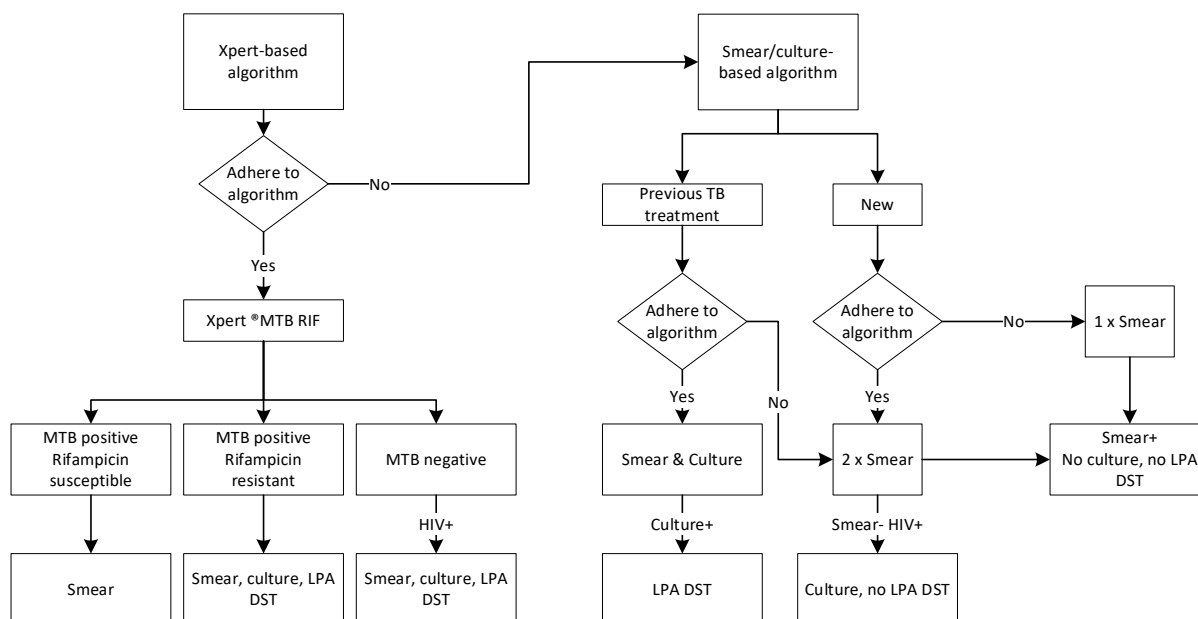 Xpert-based
algorithm
Smear/culture-
based algorithm
Adhere to
algorithm
No
Previous TB
treatment
New
Yes
Xpert ®MTB RIF
Adhere to
algorithm
Adhere to
algorithm
No
1 x Smear
Yes
No
Yes
MTB positive
Rifampicin
susceptible
MTB positive
Rifampicin
resistant
MTB negative
Smear & Culture
2 x Smear
Smear+
No culture, no LPA
DST
HIV+
Culture+
Smear- HIV+
Smear
Smear, culture, LPA
DST
Smear, culture, LPA
DST
LPA DST
Culture, no LPA DST